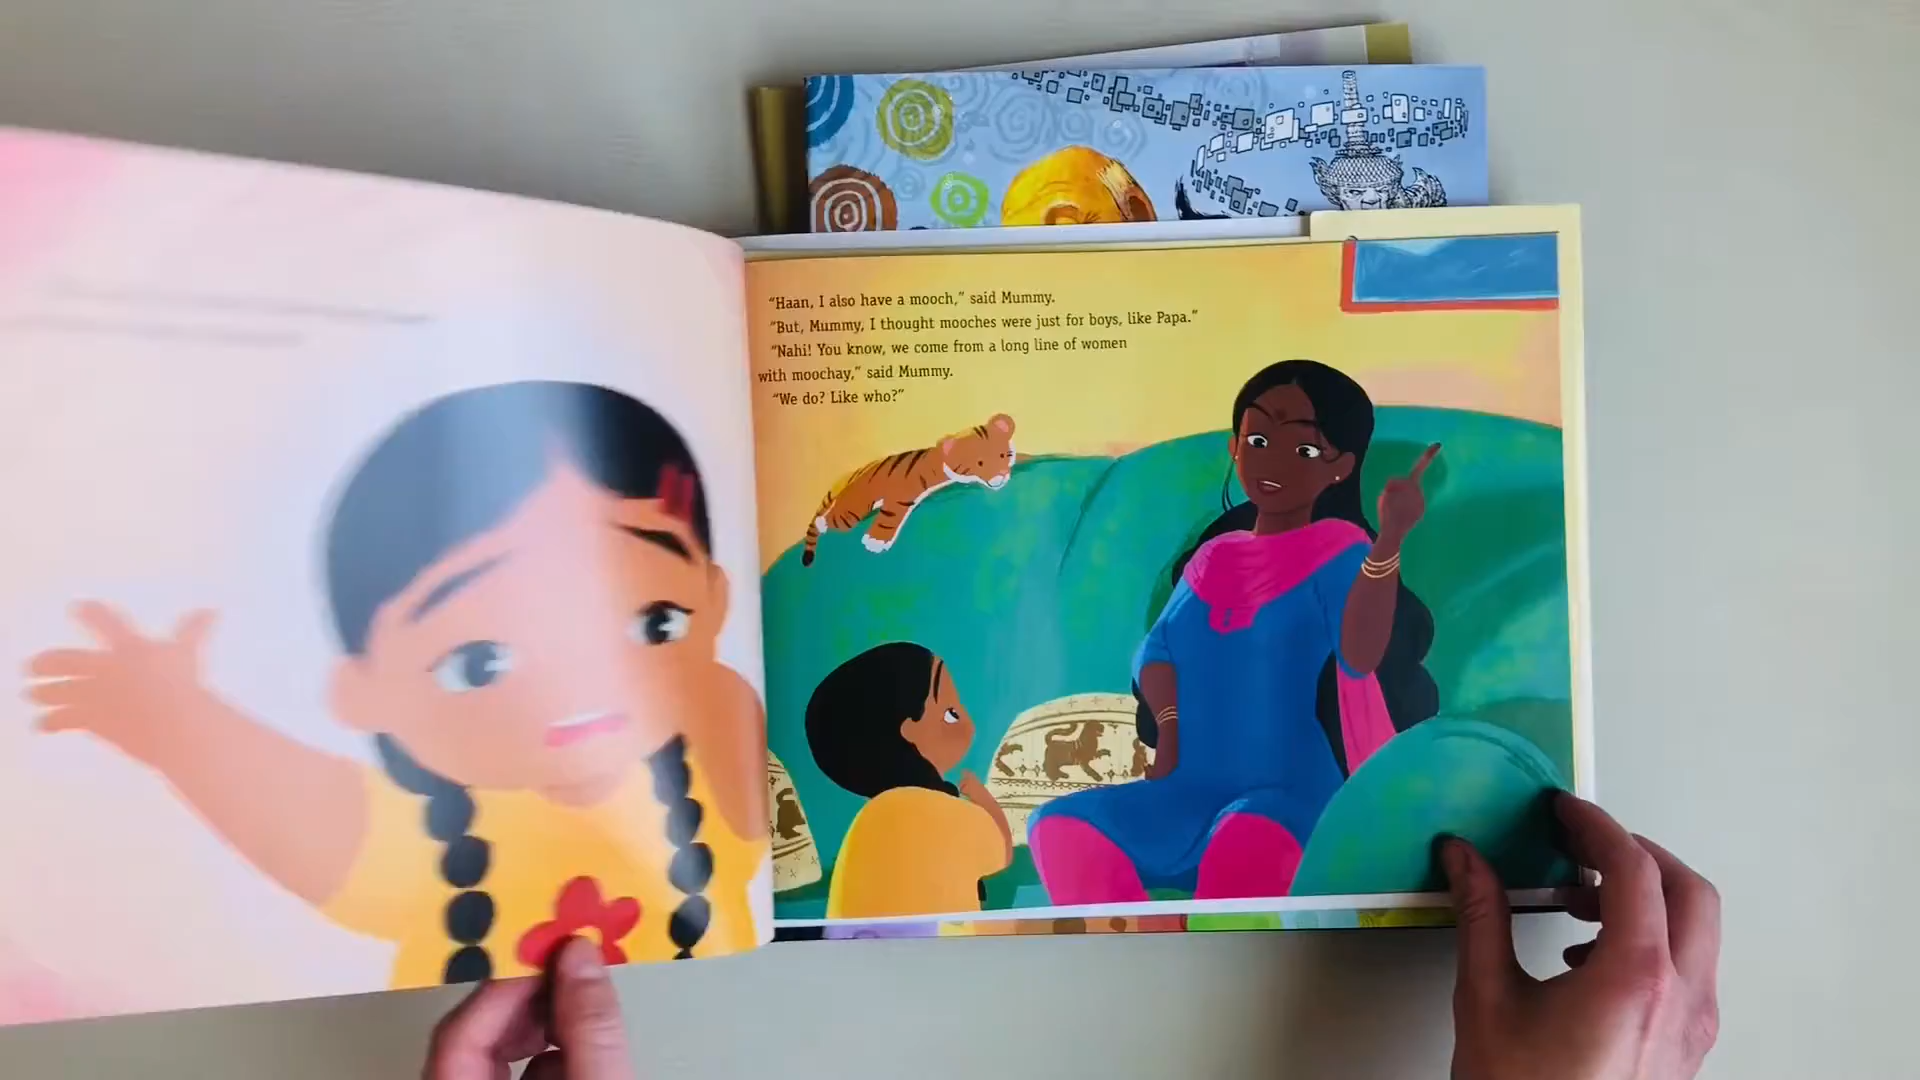 “Haan, I also have a mooch,” said Mummy.
“But, Mummy, I thought mooches were just for boys, like Papa.”
“Nahi! You know, we come from a long line of women
with moochay,” said Mummy.
“We do? Like who?”